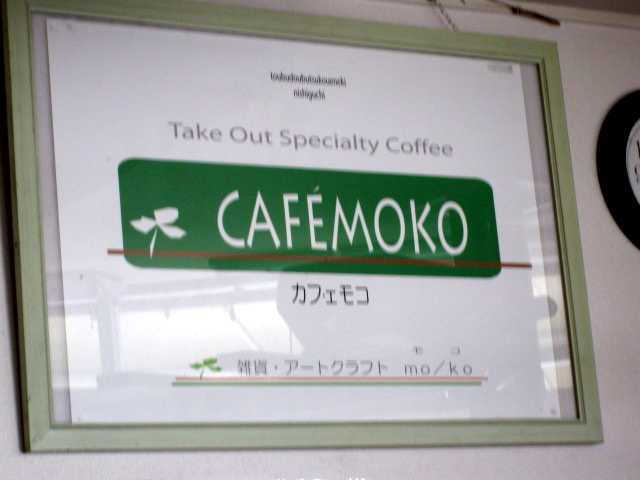 nishiguchi
Take Out Specialty Coffee
CAFÉMOKO
カフェモコ
モ コ
雑貨・アートクラフト mo/ko